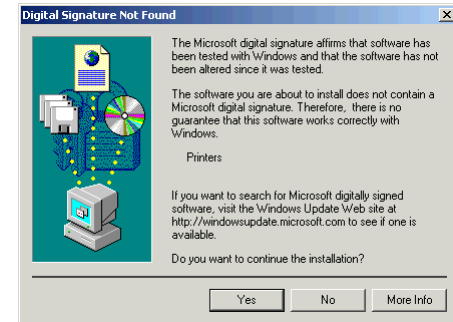 Digital Signature Not Found
The Microsoft digital signature affirms that software has
been tested with Windows and that the software has not
been altered since it was tested.
The software you are about to install does not contain a
Microsoft digital signature. Therefore,  there is no
guarantee that this software works correctly with
Windows.
Printers
If you want to search for Microsoft digitally signed
software, visit the Windows Update Web site at
http://windowsupdate.microsoft.com to see if one is
available.
Do you want to continue the installation?
Yes
No
More Info